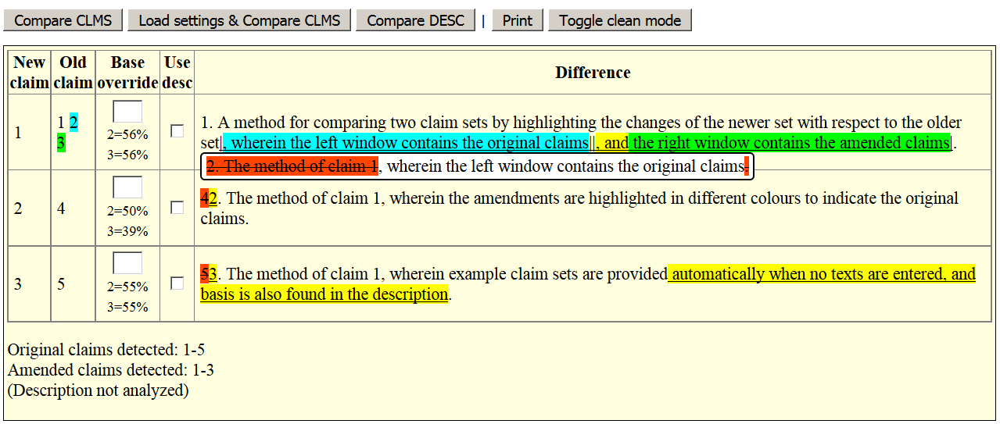 Compare CLMS Load settings & Compare CLMS Compare DESC | Print Toggle clean mode
New claim Old claim Base override Use desc Difference
1 1 2 3 2=56% 3=56% 1. A method for comparing two claim sets by highlighting the changes of the newer set with respect to the older
set|, wherein the left window contains the original claims||, and the right window contains the amended claims|.
2. The method of claim 1, wherein the left window contains the original claims.
2 4 2=50% 3=39% 42. The method of claim 1, wherein the amendments are highlighted in different colours to indicate the original
claims.
3 5 2=55% 3=55% 53. The method of claim 1, wherein example claim sets are provided automatically when no texts are entered, and
basis is also found in the description.
Original claims detected: 1-5
Amended claims detected: 1-3
(Description not analyzed)